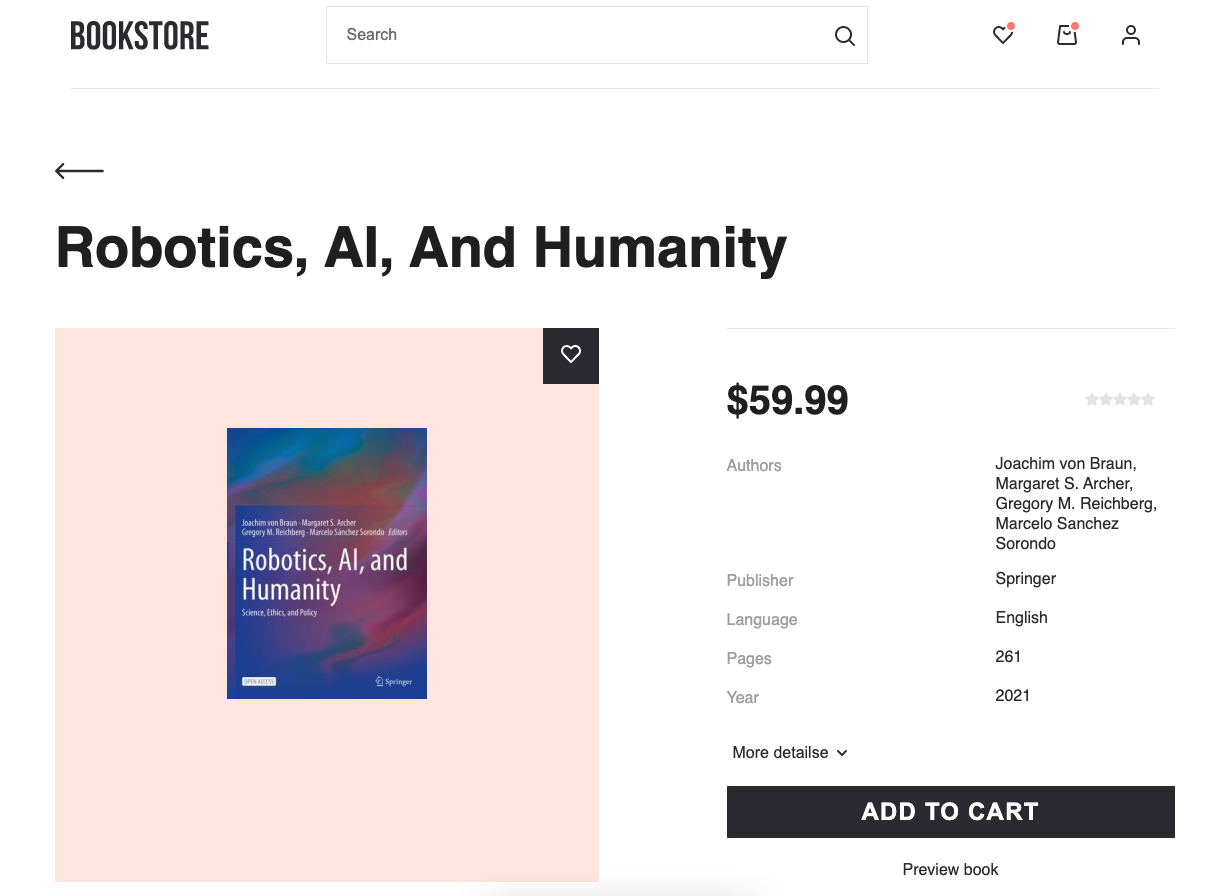 BOOKSTORE
Search
Robotics, AI, And Humanity
Joachim von Braun · Margaret S. Archer
Gregory M. Reichberg · Marcelo Sánchez Sorondo Editors
Robotics, AI, and
Humanity
Science, Ethics, and Policy
OPEN ACCESS
Springer
$59.99
Authors
Joachim von Braun,
Margaret S. Archer,
Gregory M. Reichberg,
Marcelo Sanchez
Sorondo
Publisher
Springer
Language
English
Pages
261
Year
2021
More detailse
ADD TO CART
Preview book